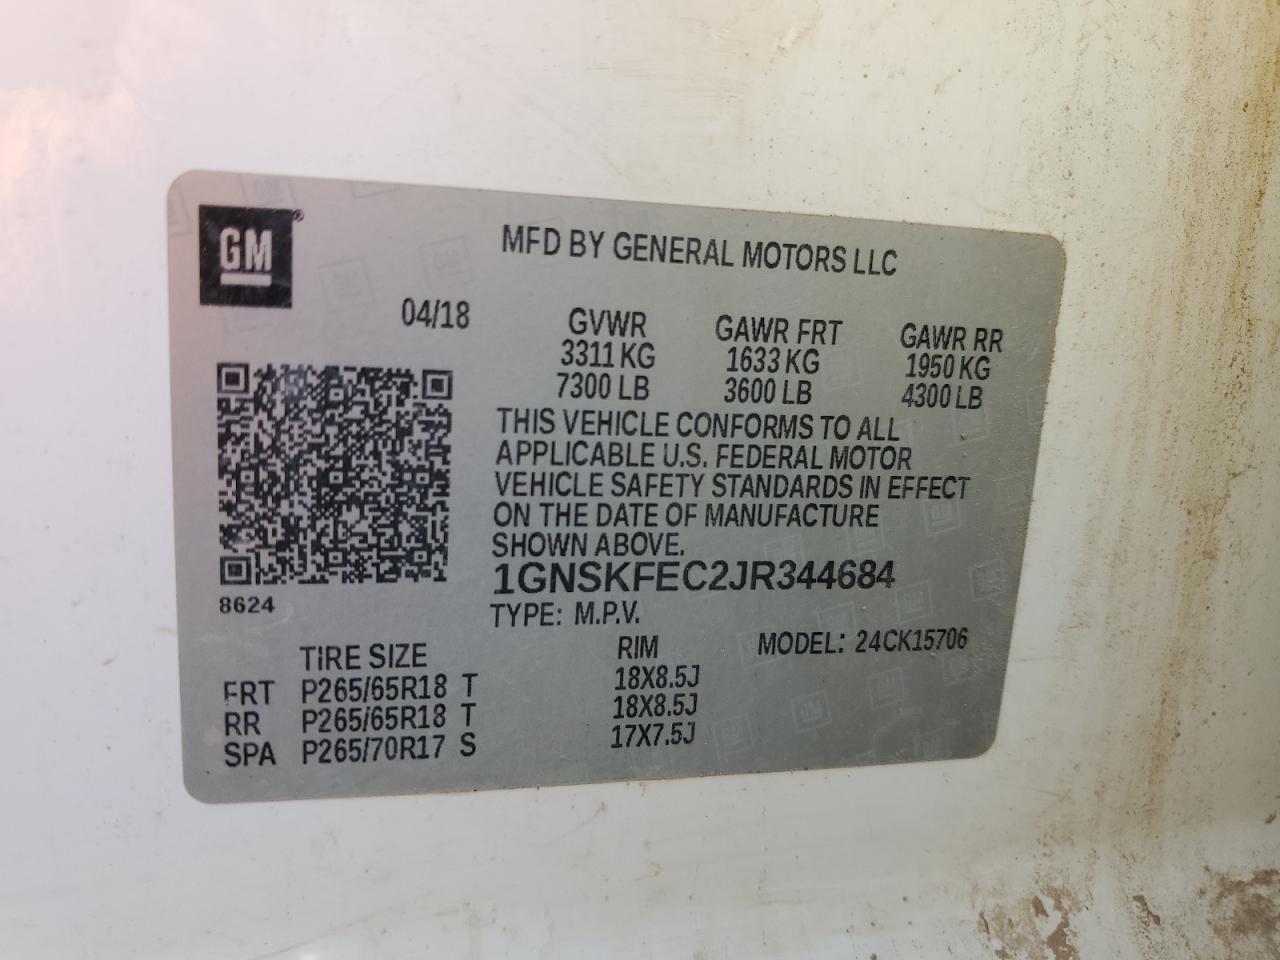 GM
MFD BY GENERAL MOTORS LLC
04/18
GVWR GAWR FRT GAWR RR
3311 KG 1633 KG 1950 KG
7300 LB 3600 LB 4300 LB
THIS VEHICLE CONFORMS TO ALL
APPLICABLE U.S. FEDERAL MOTOR
VEHICLE SAFETY STANDARDS IN EFFECT
ON THE DATE OF MANUFACTURE
SHOWN ABOVE.
1GNSKFEC2JR344684
8624
TYPE: M.P.V.
MODEL: 24CK15706
TIRE SIZE RIM
FRT P265/65R18 T 18X8.5J
RR P265/65R18 T 18X8.5J
SPA P265/70R17 S 17X7.5J